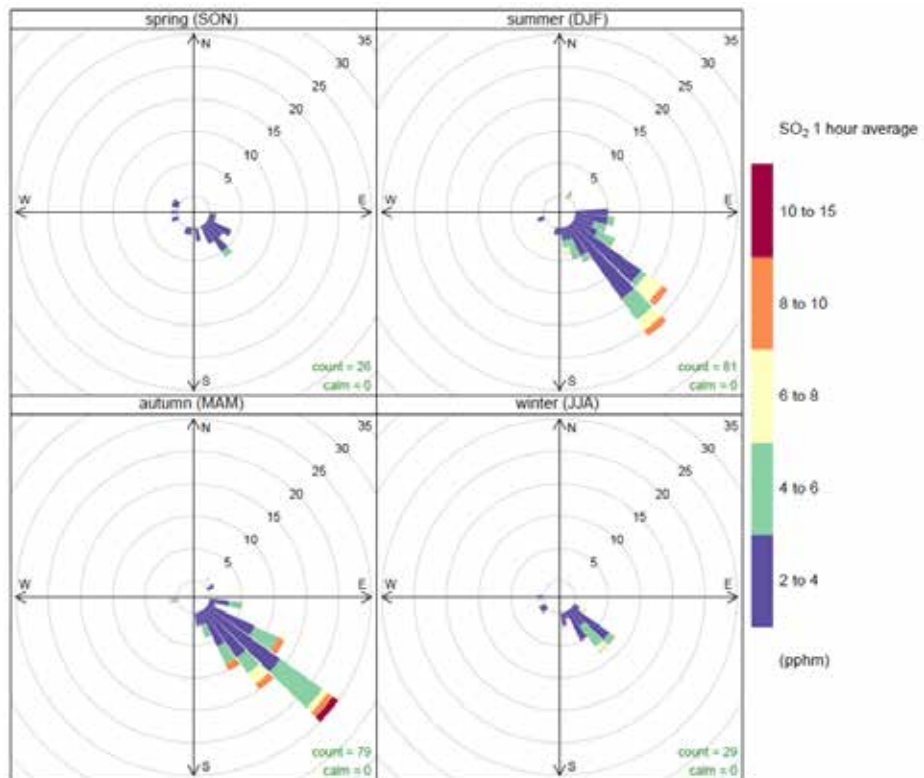 spring (SON)
35
30
20
15
10
5
N
W
E
S
count = 26
calm = 0
summer (DJF)
35
30
20
15
10
5
N
W
E
S
count = 61
calm = 0
autumn (MAM)
35
30
25
20
15
10
5
N
W
E
S
count = 79
calm = 0
winter (JJA)
35
30
25
20
15
10
5
N
W
E
S
count = 29
calm = 0
SO2 1 hour average
10 to 15
8 to 10
6 to 8
4 to 6
2 to 4
(pphm)